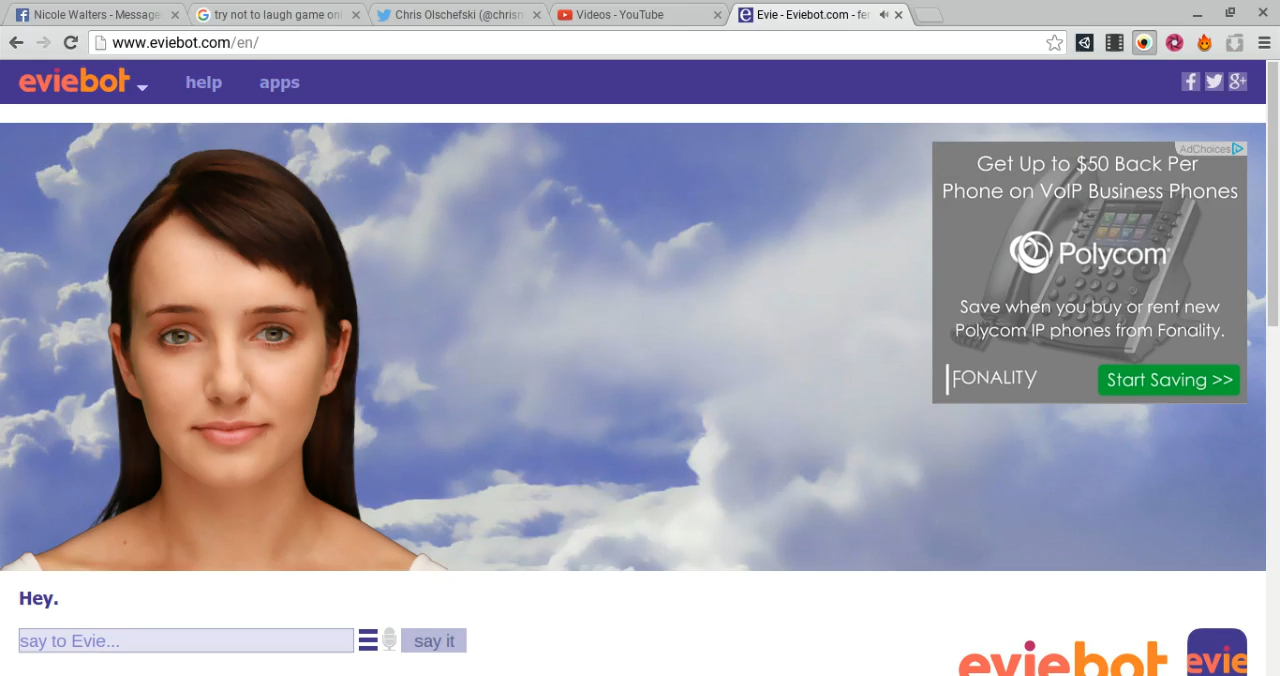 Nicole Walters - Message
try not to laugh game onl
Chris Olschefski (@chrism
Videos - YouTube
Evie - Eviebot.com - fe
www.eviebot.com/en/
eviebot
help
apps
AdChoices
Get Up to $50 Back Per
Phone on VoIP Business Phones
Polycom
Save when you buy or rent new
Polycom IP phones from Fonality.
FONALITY
Start Saving >>
Hey.
say to Evie...
say it
eviebot
evie